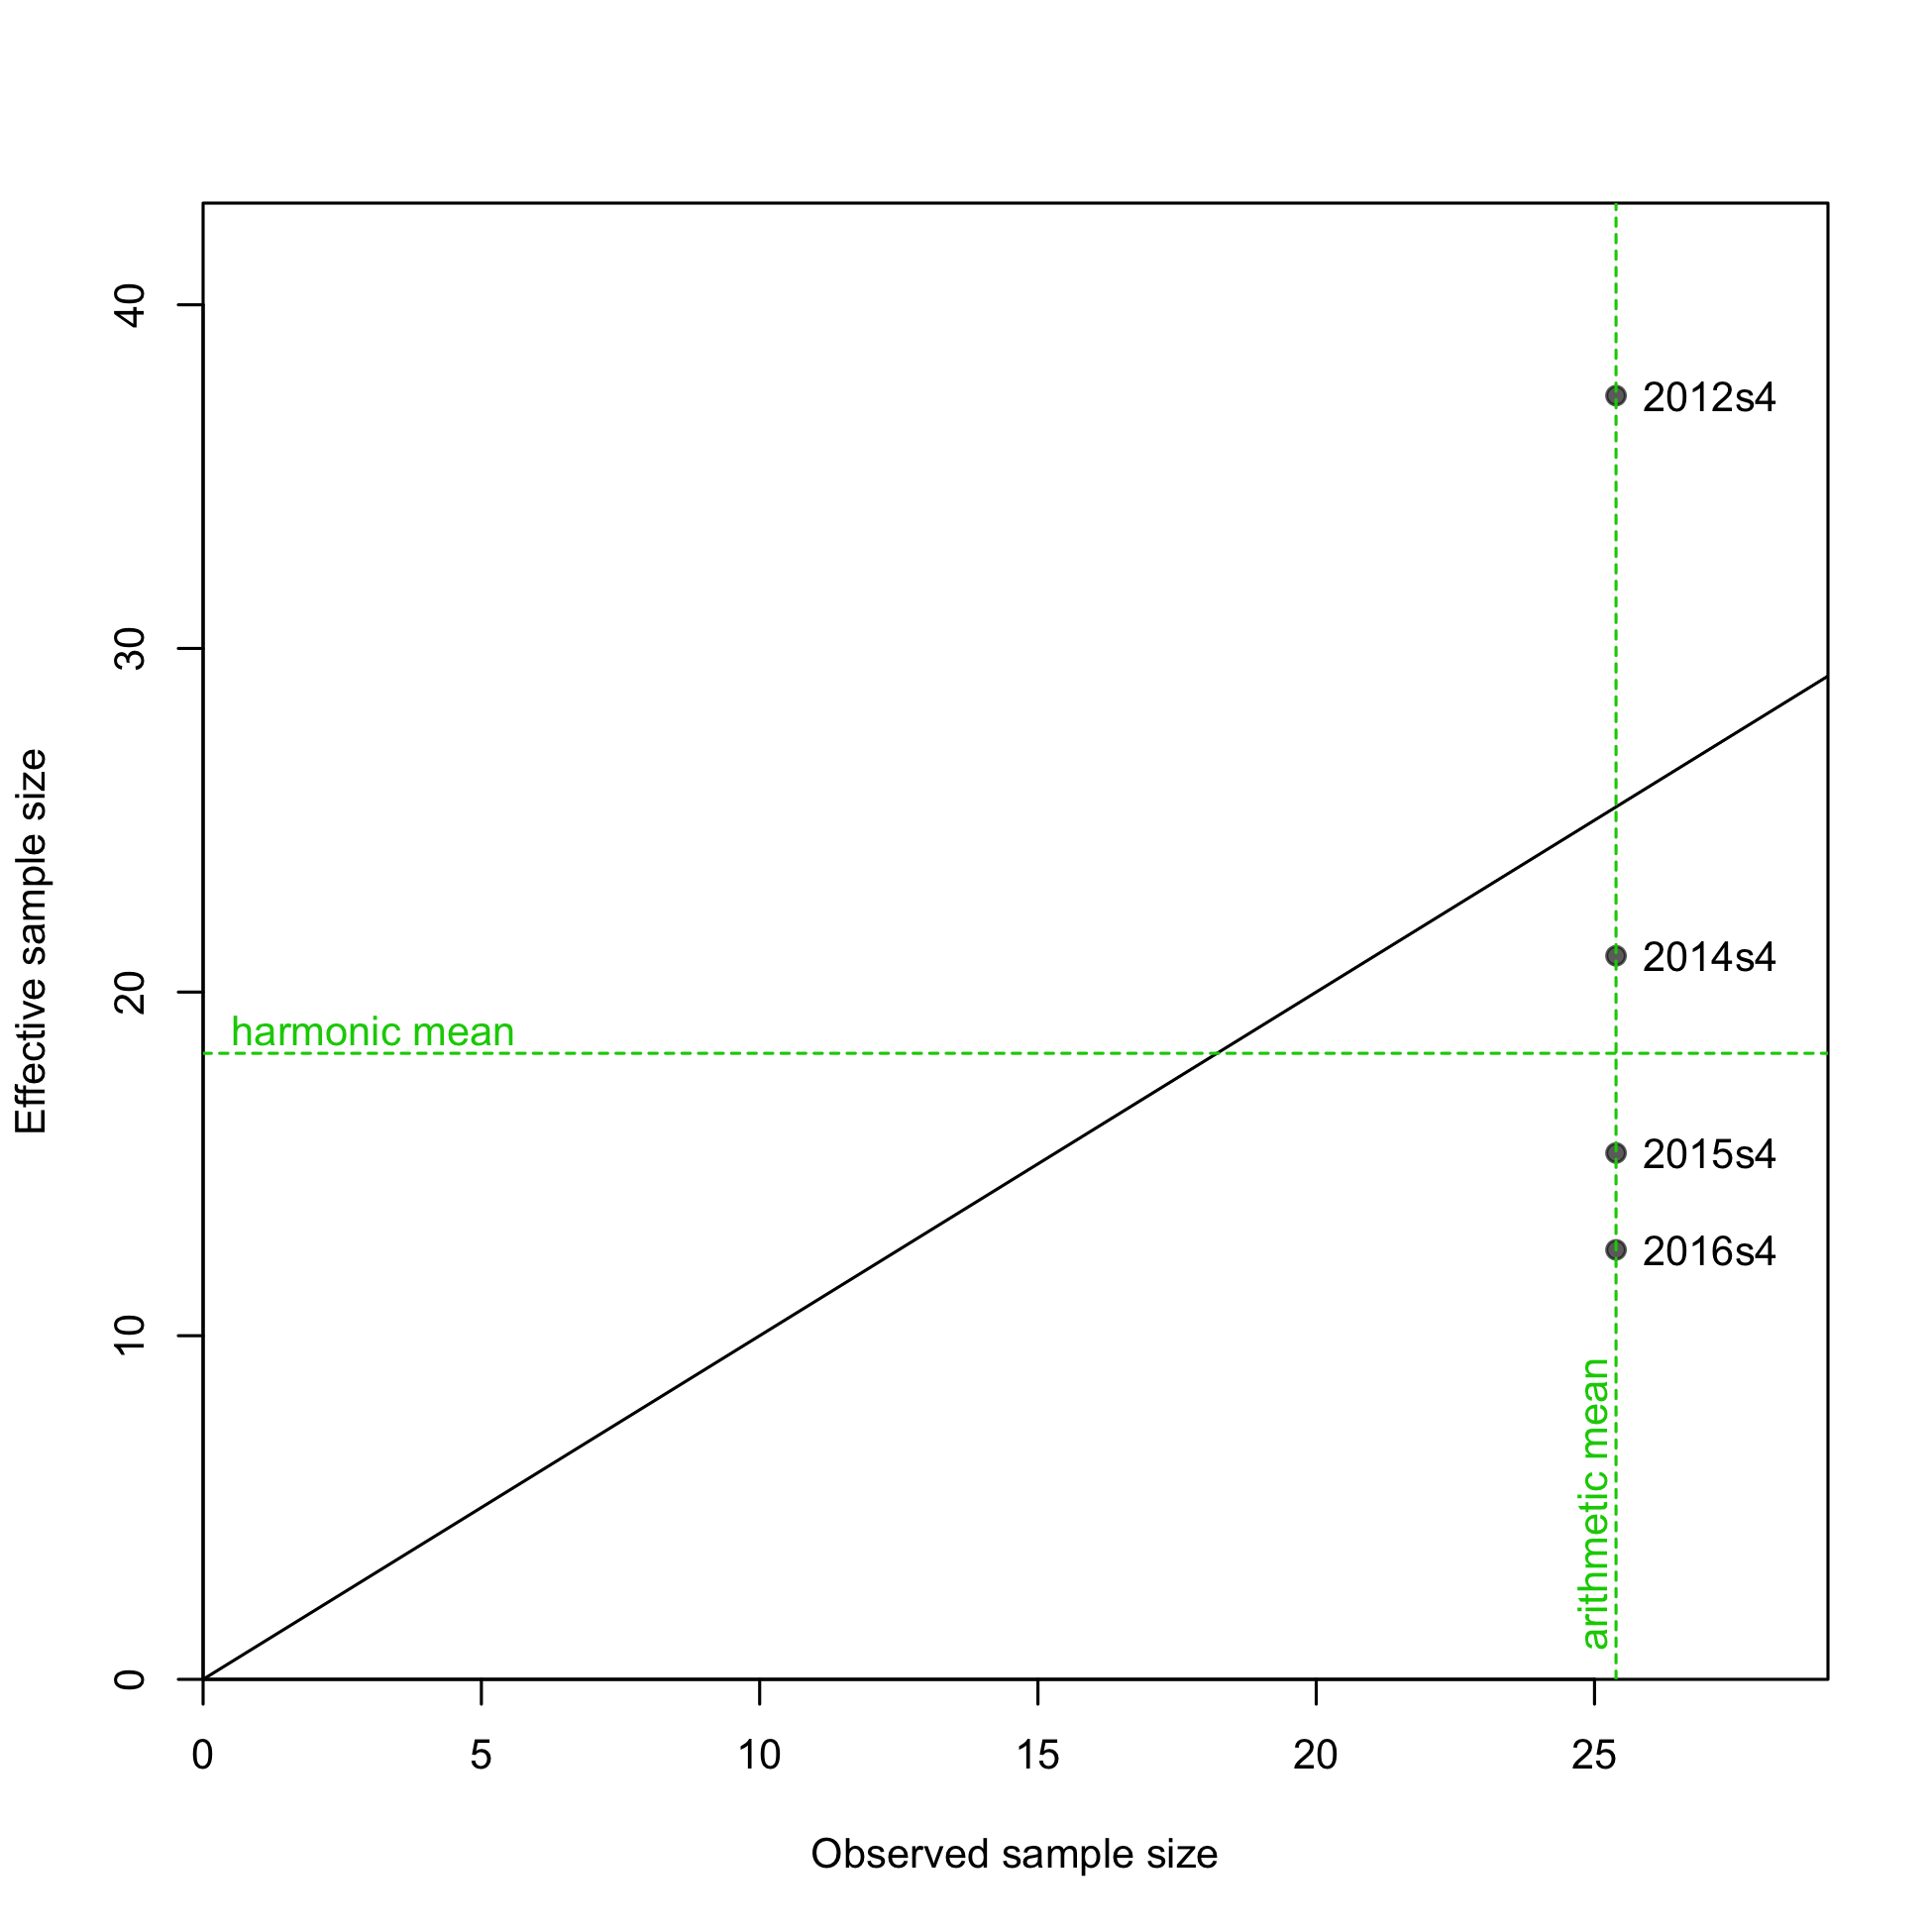 40
30
20
10
0
Effective sample size
2012s4
2014s4
harmonic mean
2015s4
2016s4
arithmetic mean
0 5 10 15 20 25
Observed sample size